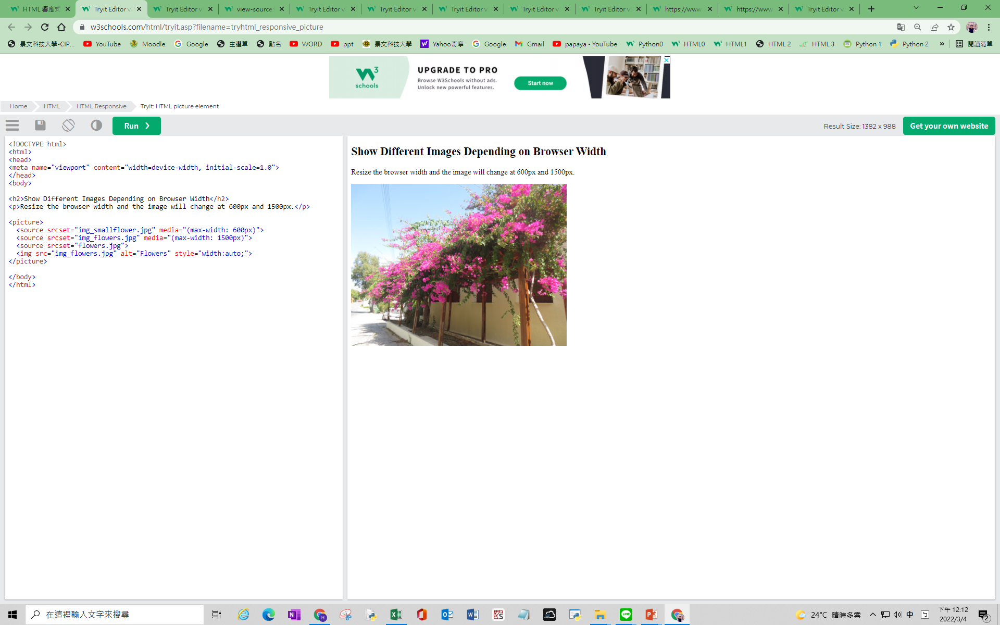 HTML 響應式
Tryit Editor v
Tryit Editor v
view-source:
Tryit Editor v
Tryit Editor v
Tryit Editor v
Tryit Editor v
Tryit Editor v
https://www
https://www
Tryit Editor v
w3schools.com/html/tryit.asp?filename=tryhtml_responsive_picture
景文科技大學-CIP...
YouTube
Moodle
Google
主選單
點名
WORD
ppt
景文科技大學
Yahoo奇摩
Google
Gmail
papaya - YouTube
Python0
HTML0
HTML1
HTML 2
HTML 3
Python 1
Python 2
»
閱讀清單
W3
schools
UPGRADE TO PRO
Browse W3Schools without ads.
Unlock new powerful features.
Start now
Home
HTML
HTML Responsive
Tryit: HTML picture element
Run ❯
Result Size: 1382 x 988
Get your own website
<!DOCTYPE html>
<html>
<head>
<meta name="viewport" content="width=device-width, initial-scale=1.0">
</head>
<body>
<h2>Show Different Images Depending on Browser Width</h2>
<p>Resize the browser width and the image will change at 600px and 1500px.</p>
<picture>
<source srcset="img_smallflower.jpg" media="(max-width: 600px)">
<source srcset="img_flowers.jpg" media="(max-width: 1500px)">
<source srcset="flowers.jpg">
<img src="img_flowers.jpg" alt="Flowers" style="width:auto;">
</picture>
</body>
</html>
Show Different Images Depending on Browser Width
Resize the browser width and the image will change at 600px and 1500px.
在這裡輸入文字來搜尋
24°C 晴時多雲
中
ㄅ
下午 12:12
2022/3/4
2